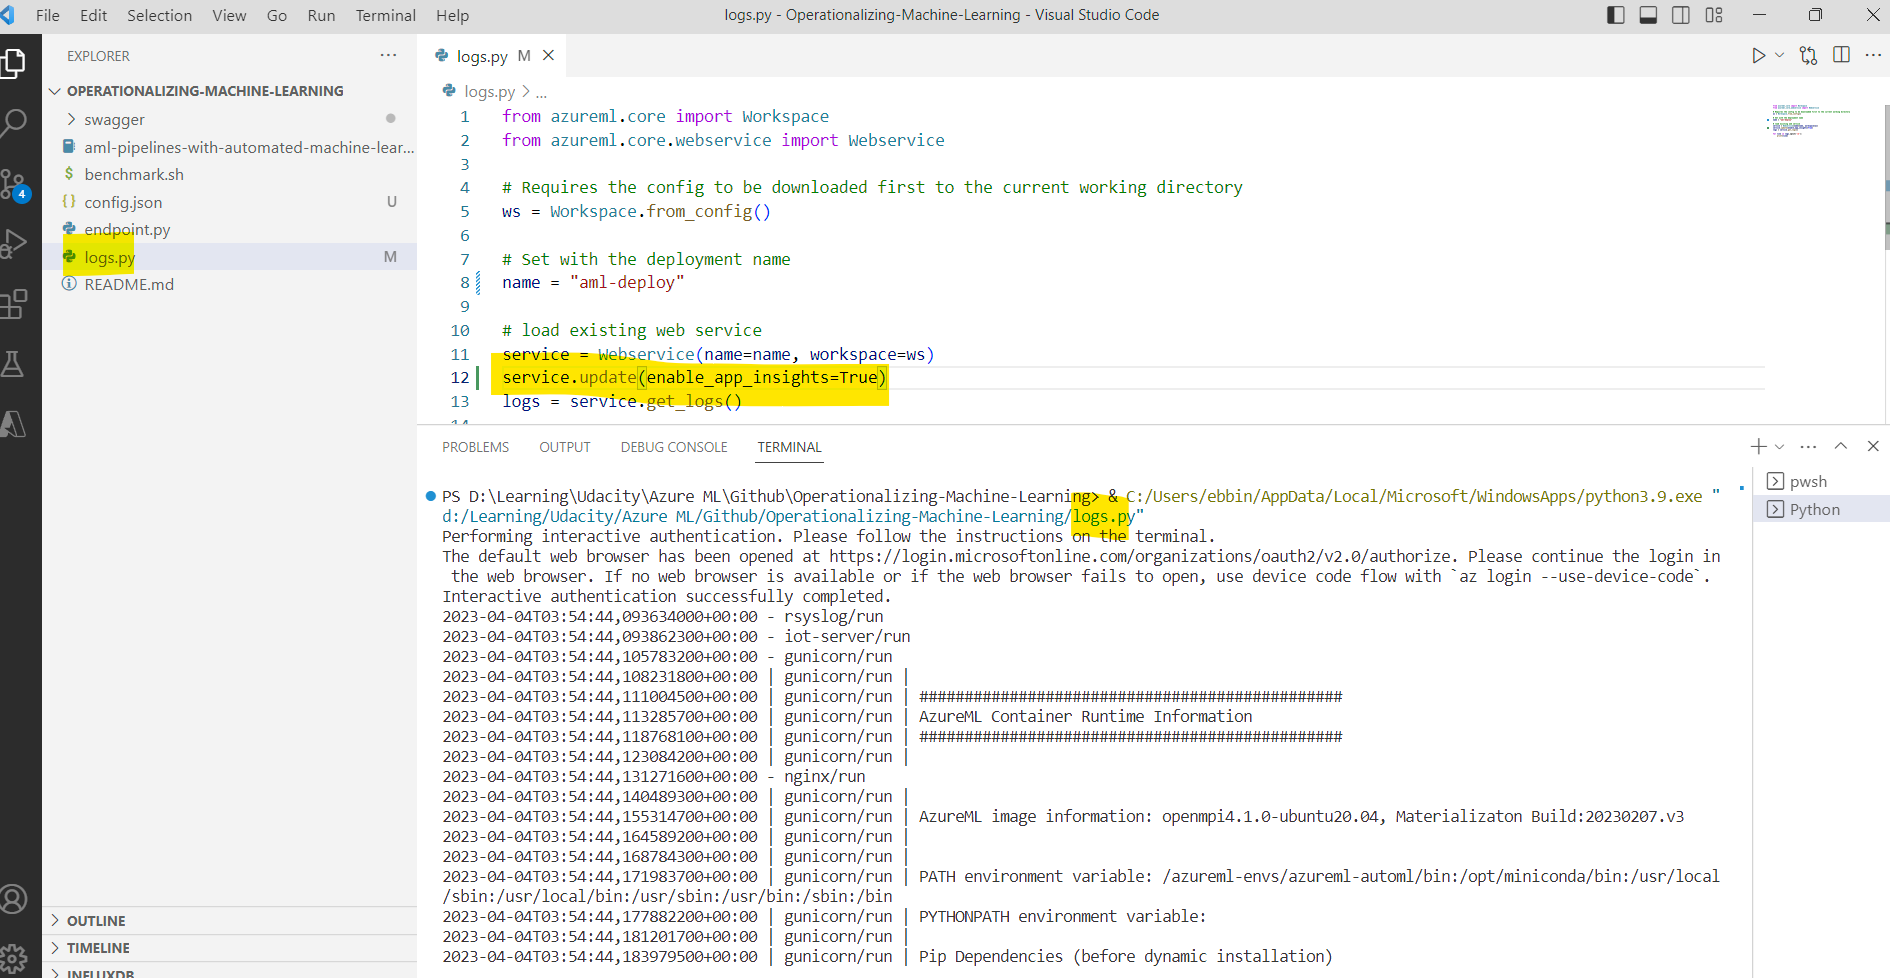 File Edit Selection View Go Run Terminal Help
logs.py - Operationalizing-Machine-Learning - Visual Studio Code
EXPLORER
OPERATIONALIZING-MACHINE-LEARNING
swagger
aml-pipelines-with-automated-machine-lear...
benchmark.sh
config.json U
endpoint.py
logs.py M
README.md
4
OUTLINE
TIMELINE
INFLUXDB
logs.py M
logs.py > ...
1 from azureml.core import Workspace
2 from azureml.core.webservice import Webservice
3
4 # Requires the config to be downloaded first to the current working directory
5 ws = Workspace.from_config()
6
7 # Set with the deployment name
8 name = "aml-deploy"
9
10 # load existing web service
11 service = Webservice(name=name, workspace=ws)
12 service.update(enable_app_insights=True)
13 logs = service.get_logs()
14
PROBLEMS OUTPUT DEBUG CONSOLE TERMINAL
PS D:\Learning\Udacity\Azure ML\Github\Operationalizing-Machine-Learning> & C:/Users/ebbin/AppData/Local/Microsoft/WindowsApps/python3.9.exe "
d:/Learning/Udacity/Azure ML/Github/Operationalizing-Machine-Learning/logs.py"
Performing interactive authentication. Please follow the instructions on the terminal.
The default web browser has been opened at https://login.microsoftonline.com/organizations/oauth2/v2.0/authorize. Please continue the login in
the web browser. If no web browser is available or if the web browser fails to open, use device code flow with `az login --use-device-code`.
Interactive authentication successfully completed.
2023-04-04T03:54:44,093634000+00:00 - rsyslog/run
2023-04-04T03:54:44,093862300+00:00 - iot-server/run
2023-04-04T03:54:44,105783200+00:00 - gunicorn/run
2023-04-04T03:54:44,108231800+00:00 | gunicorn/run |
2023-04-04T03:54:44,111004500+00:00 | gunicorn/run | ###############################################
2023-04-04T03:54:44,113285700+00:00 | gunicorn/run | AzureML Container Runtime Information
2023-04-04T03:54:44,118768100+00:00 | gunicorn/run | ###############################################
2023-04-04T03:54:44,123084200+00:00 | gunicorn/run |
2023-04-04T03:54:44,131271600+00:00 - nginx/run
2023-04-04T03:54:44,140489300+00:00 | gunicorn/run |
2023-04-04T03:54:44,155314700+00:00 | gunicorn/run | AzureML image information: openmpi4.1.0-ubuntu20.04, Materializaton Build:20230207.v3
2023-04-04T03:54:44,164589200+00:00 | gunicorn/run |
2023-04-04T03:54:44,168784300+00:00 | gunicorn/run |
2023-04-04T03:54:44,171983700+00:00 | gunicorn/run | PATH environment variable: /azureml-envs/azureml-automl/bin:/opt/miniconda/bin:/usr/local
/sbin:/usr/local/bin:/usr/sbin:/usr/bin:/sbin:/bin
2023-04-04T03:54:44,177882200+00:00 | gunicorn/run | PYTHONPATH environment variable:
2023-04-04T03:54:44,181201700+00:00 | gunicorn/run |
2023-04-04T03:54:44,183979500+00:00 | gunicorn/run | Pip Dependencies (before dynamic installation)
pwsh
Python